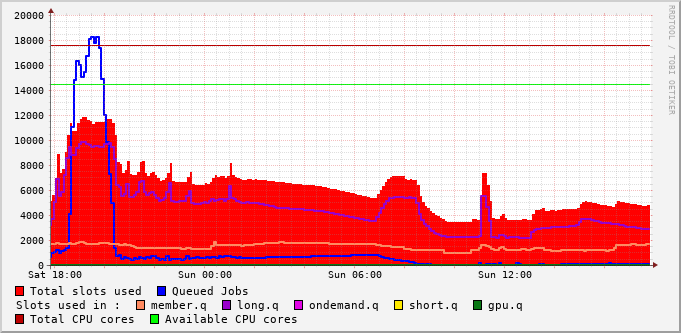 20000
18000
16000
14000
12000
10000
8000
6000
4000
2000
0
Sat 18:00 Sun 00:00 Sun 06:00 Sun 12:00
Total slots used Queued Jobs
Slots used in : member.q long.q ondemand.q short.q gpu.q
Total CPU cores Available CPU cores
RRDTOOL / TOBI OETIKER